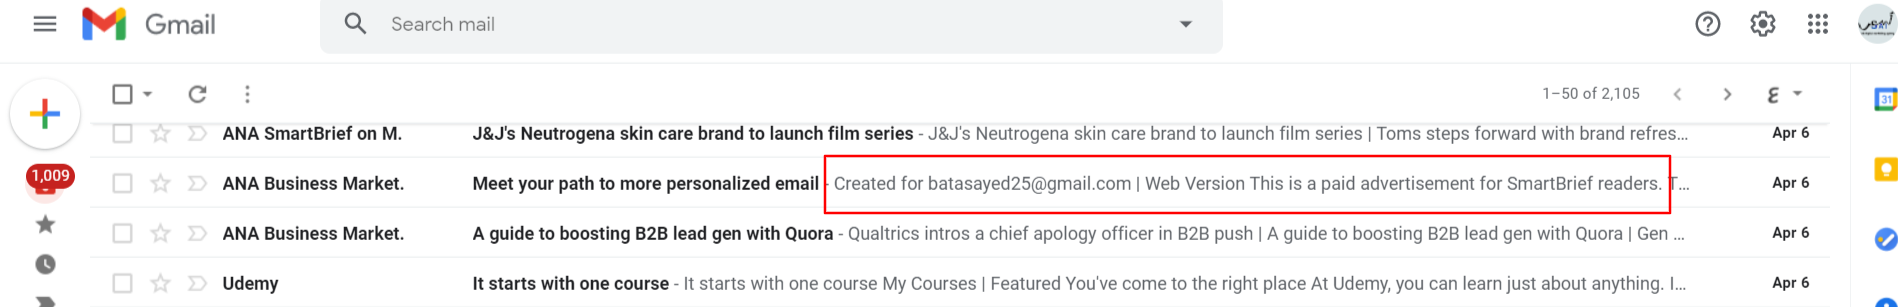 Gmail
Search mail
1–50 of 2,105
ANA SmartBrief on M. J&J's Neutrogena skin care brand to launch film series - J&J's Neutrogena skin care brand to launch film series | Toms steps forward with brand refres... Apr 6
1,009
ANA Business Market. Meet your path to more personalized email - Created for batasayed25@gmail.com | Web Version This is a paid advertisement for SmartBrief readers. T... Apr 6
ANA Business Market. A guide to boosting B2B lead gen with Quora - Qualtrics intros a chief apology officer in B2B push | A guide to boosting B2B lead gen with Quora | Gen ... Apr 6
Udemy It starts with one course - It starts with one course My Courses | Featured You've come to the right place At Udemy, you can learn just about anything. I... Apr 6
31